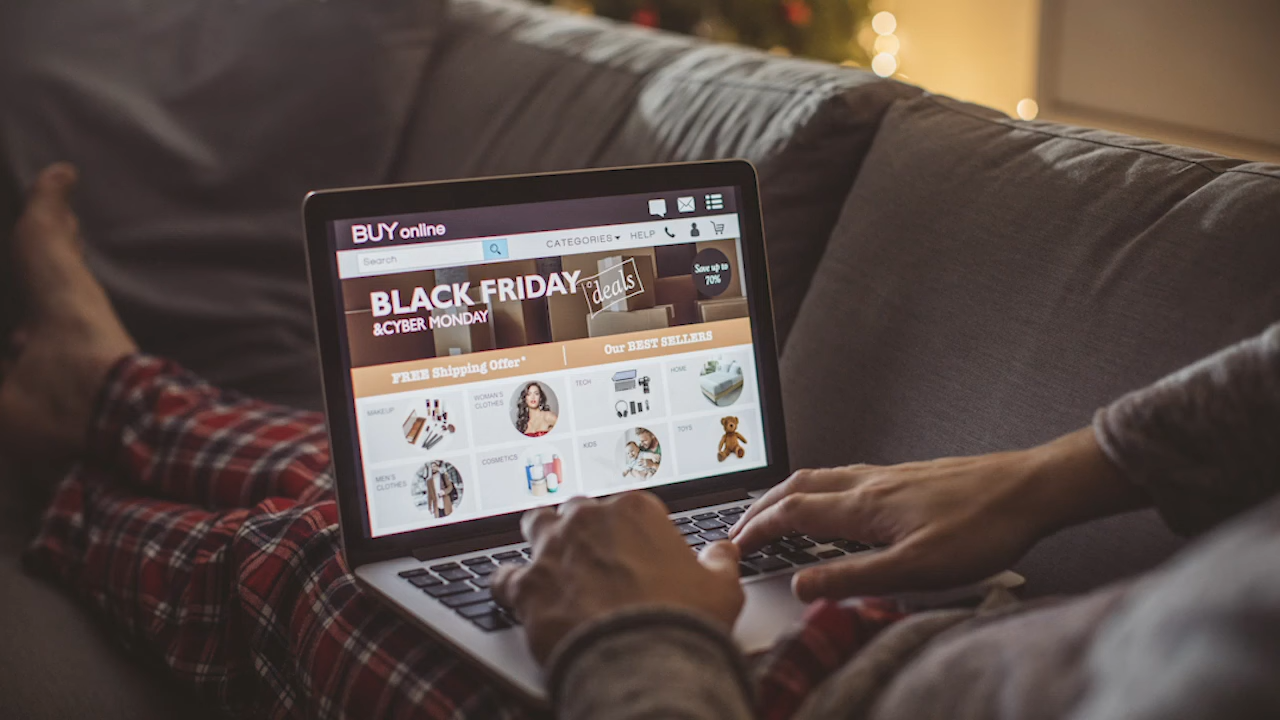 BUY online
Search
CATEGORIES HELP
BLACK FRIDAY
&CYBER MONDAY
deals
Save up to
70%
FREE Shipping Offer*
Our BEST SELLERS
MAKEUP
WOMAN'S
CLOTHES
TECH
HOME
MEN'S
CLOTHES
COSMETICS
KIDS
TOYS